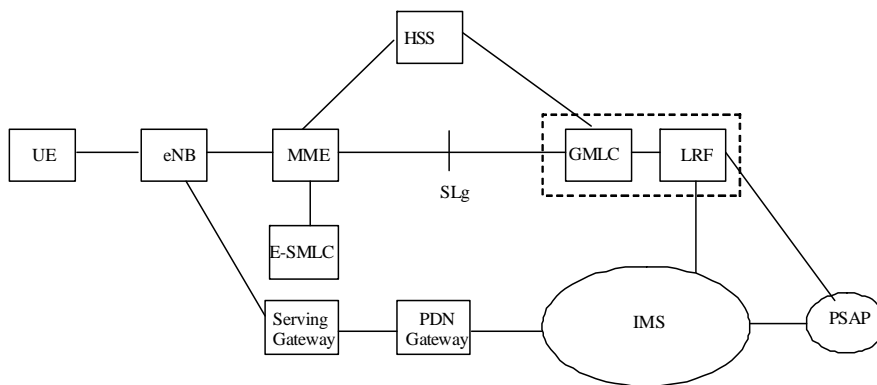 HSS
UE
eNB
MME
GMLC
LRF
SLg
E-SMLC
Serving
Gateway
PDN
Gateway
IMS
PSAP